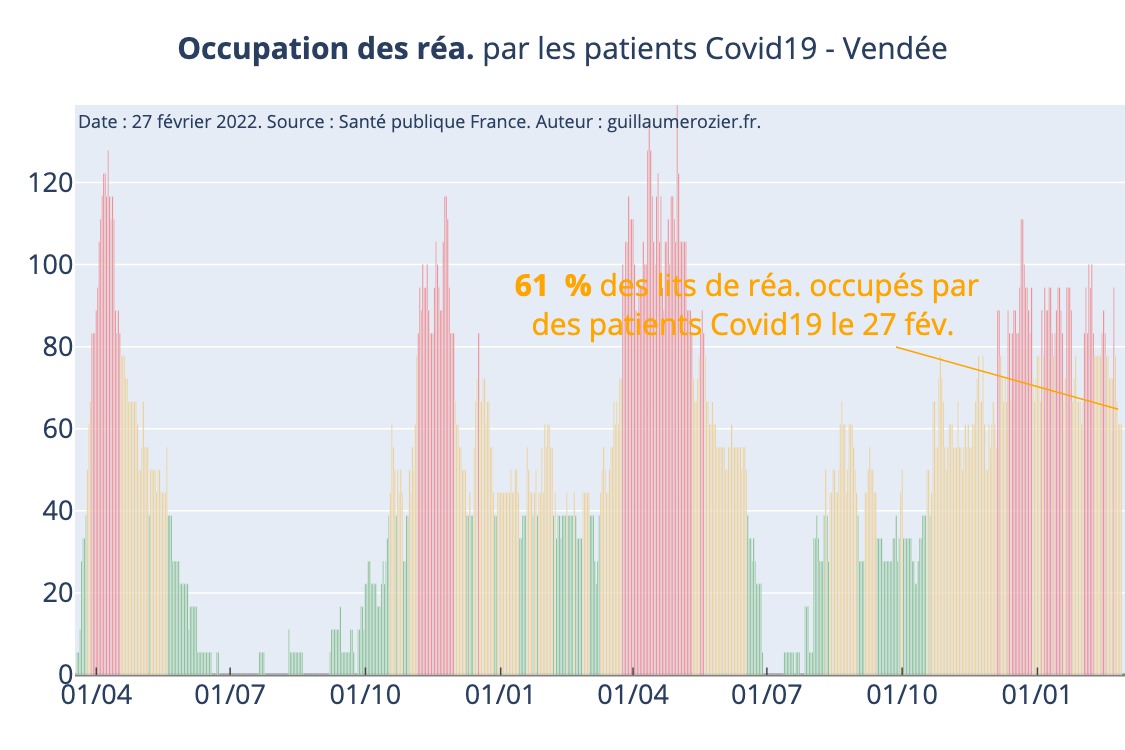 Occupation des réa. par les patients Covid19 - Vendée
Date : 27 février 2022. Source : Santé publique France. Auteur : guillaumerozier.fr.
120
100
61 % des lits de réa. occupés par
des patients Covid19 le 27 fév.
80
60
40
20
0
01/04 01/07 01/10 01/01 01/04 01/07 01/10 01/01